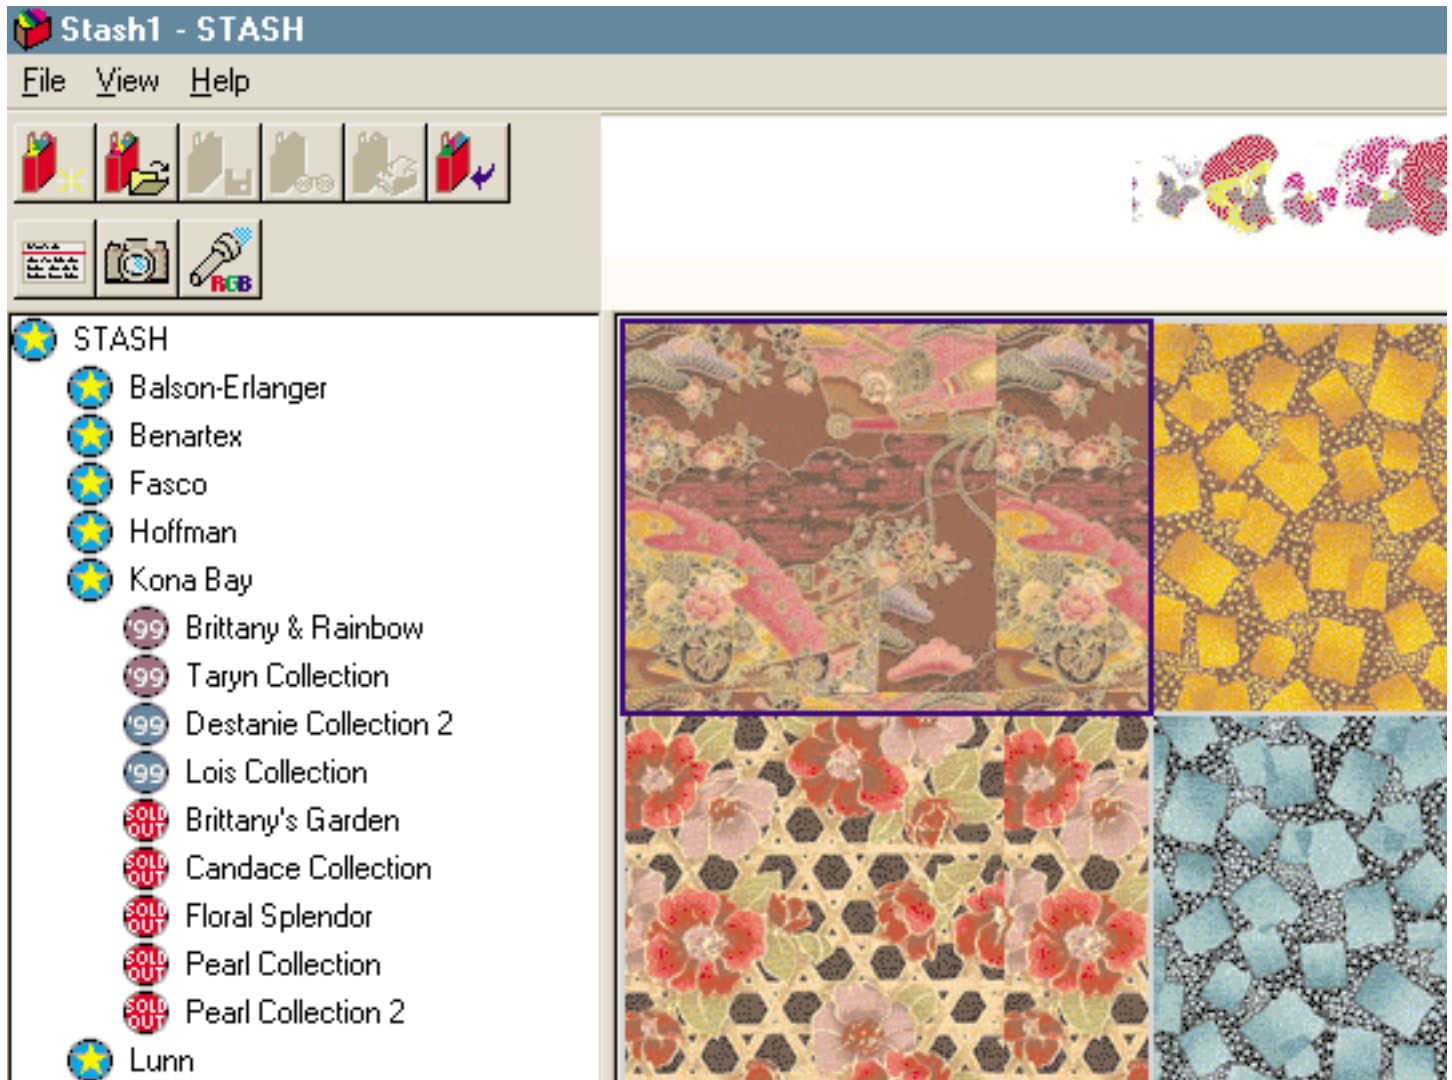 Stash1 - STASH
File View Help
RGB
STASH
Balson-Erlanger
Benartex
Fasco
Hoffman
Kona Bay
'99 Brittany & Rainbow
'99 Taryn Collection
'99 Destanie Collection 2
'99 Lois Collection
SOLD OUT Brittany's Garden
SOLD OUT Candace Collection
SOLD OUT Floral Splendor
SOLD OUT Pearl Collection
SOLD OUT Pearl Collection 2
Lunn